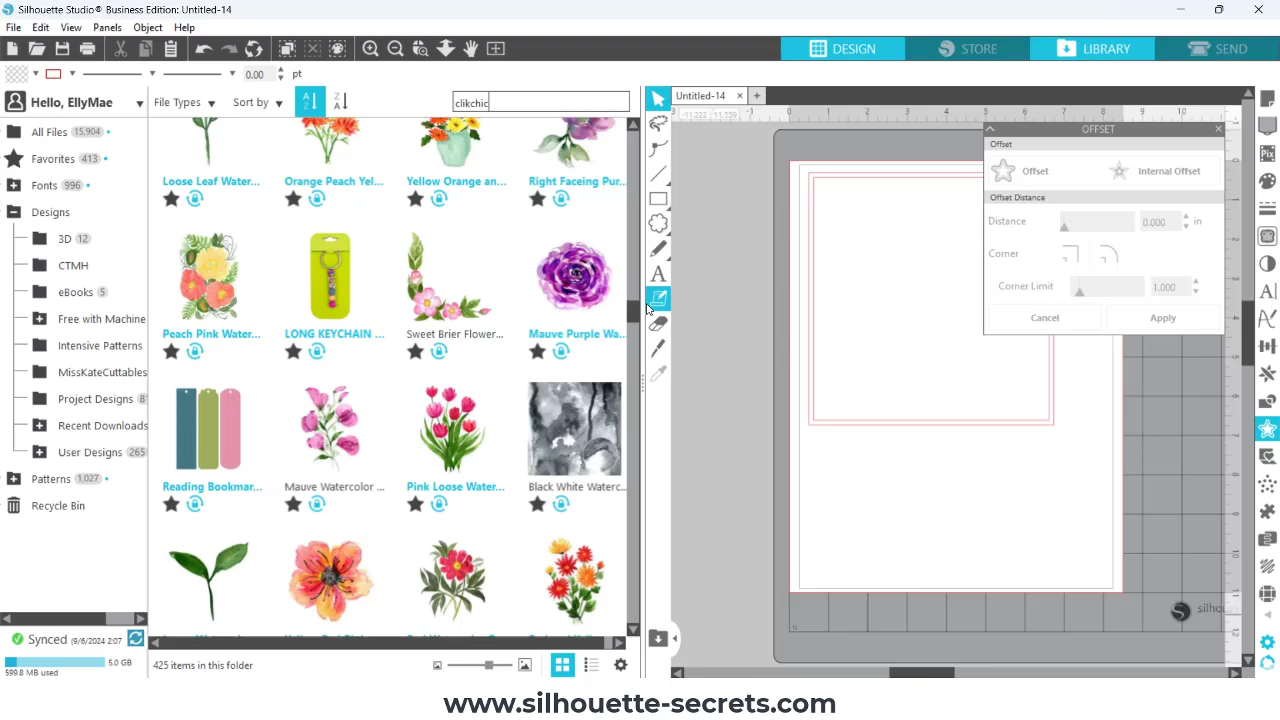 Silhouette Studio® Business Edition: Untitled-14
File Edit View Panels Object Help
DESIGN STORE LIBRARY SEND
0.00 pt
Hello, EllyMae
File Types Sort by A Z Z A clikchic
Untitled-14
All Files 15,904
Favorites 413
Fonts 996
Designs
3D 12
CTMH
eBooks 5
Free with Machine
Intensive Patterns
MissKateCuttables
Project Designs
Recent Downloads
User Designs 265
Patterns 1,027
Recycle Bin
Synced (9/6/2024 2:07
5.0 GB
599.8 MB used
Loose Leaf Water... Orange Peach Yel... Yellow Orange an... Right Faceing Pur...
Peach Pink Water... LONG KEYCHAIN ... Sweet Brier Flower... Mauve Purple Wa...
Reading Bookmar... Mauve Watercolor ... Pink Loose Water... Black White Waterc...
425 items in this folder
OFFSET
Offset
Offset Internal Offset
Offset Distance
Distance 0.000 in
Corner
Corner Limit 1.000
Cancel Apply
silhou
www.silhouette-secrets.com